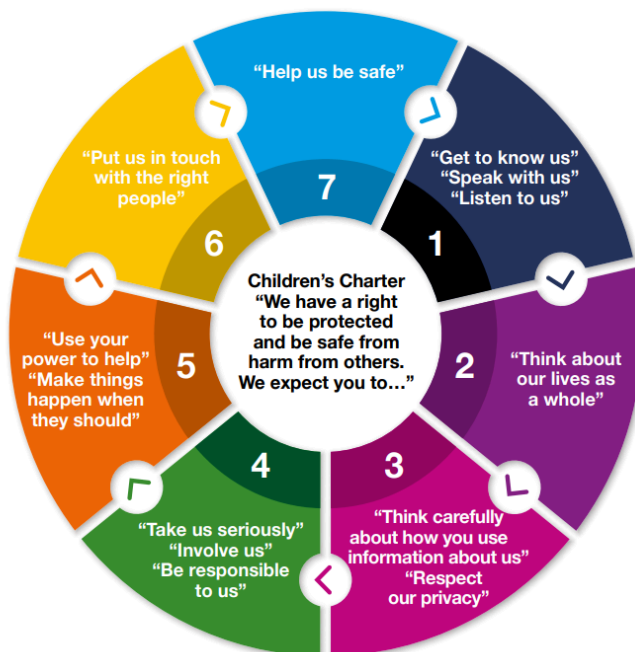 Children’s Charter
“We have a right
to be protected
and be safe from
harm from others.
We expect you to...”
1
“Get to know us”
“Speak with us”
“Listen to us”
2
“Think about
our lives as
a whole”
3
“Think carefully
about how you use
information about us”
“Respect
our privacy”
4
“Take us seriously”
“Involve us”
“Be responsible
to us”
5
“Use your
power to help”
“Make things
happen when
they should”
6
“Put us in touch
with the right
people”
7
“Help us be safe”